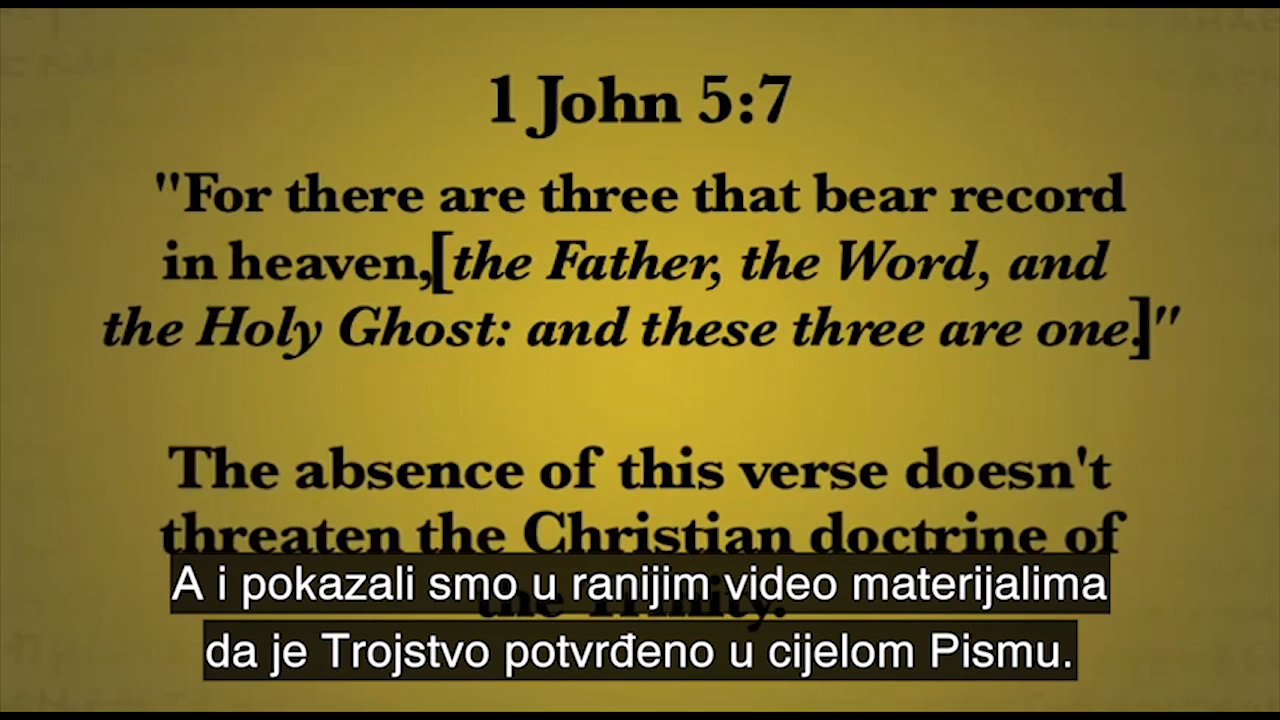 1 John 5:7
"For there are three that bear record
in heaven,[the Father, the Word, and
the Holy Ghost: and these three are one.]"
The absence of this verse doesn't
threaten the Christian doctrine of
the Trinity.
A i pokazali smo u ranijim video materijalima
da je Trojstvo potvrđeno u cijelom Pismu.